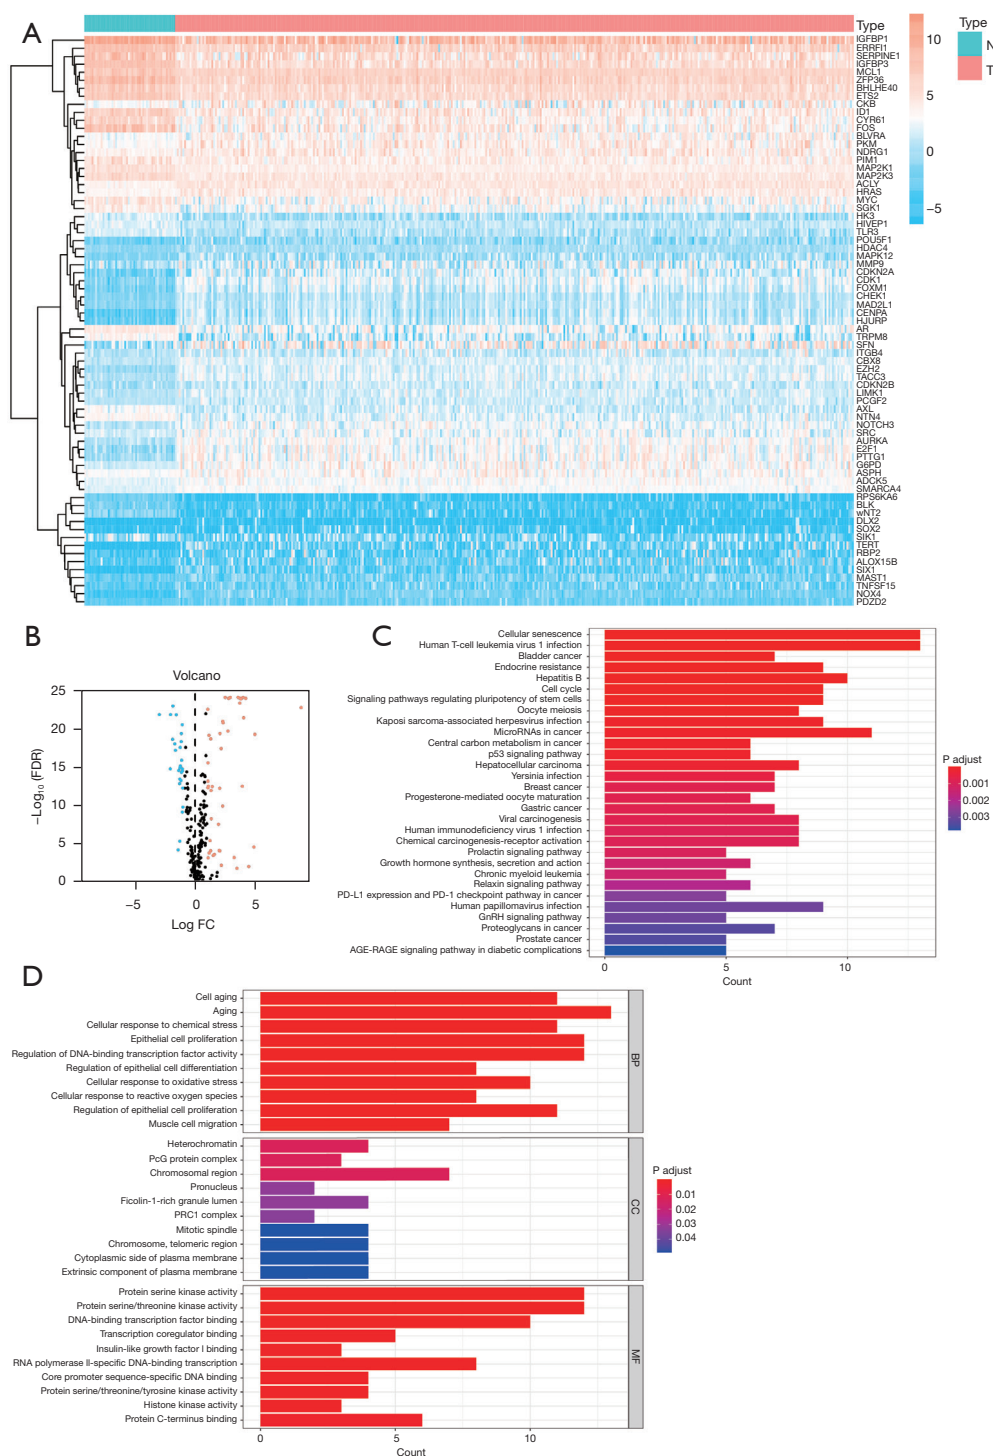 A
Type
IGFBP1
ERRFI1
SERPINE1
IGFBP3
MCL1
ZFP36
BHLHE40
ETS2
CKB
ID1
CYR61
FOS
BLVRA
PKM
NDRG1
PIM1
MAP2K1
MAP2K3
ACLY
HRAS
MYC
SGK1
HK3
HIVEP1
TLR3
POU5F1
HDAC4
MAPK12
MMP9
CDKN2A
CDK1
FOXM1
CHEK1
MAD2L1
CENPA
HJURP
AR
TRPM8
SFN
ITGB4
CBX8
EZH2
TACC3
CDKN2B
LIMK1
PCGF2
AXL
NTN4
NOTCH3
SRC
AURKA
E2F1
PTTG1
G6PD
ASPH
ADCK5
SMARCA4
RPS6KA6
BLK
wNT2
DLX2
SOX2
SIK1
TERT
RBP2
ALOX15B
SIX1
MAST1
TNFSF15
NOX4
PDZD2
10
5
0
−5
Type
N
T
B
Volcano
25
20
15
10
5
0
−5
0
5
−Log10 (FDR)
Log FC
C
Cellular senescence
Human T-cell leukemia virus 1 infection
Bladder cancer
Endocrine resistance
Hepatitis B
Cell cycle
Signaling pathways regulating pluripotency of stem cells
Oocyte meiosis
Kaposi sarcoma-associated herpesvirus infection
MicroRNAs in cancer
Central carbon metabolism in cancer
p53 signaling pathway
Hepatocellular carcinoma
Yersinia infection
Breast cancer
Progesterone-mediated oocyte maturation
Gastric cancer
Viral carcinogenesis
Human immunodeficiency virus 1 infection
Chemical carcinogenesis-receptor activation
Prolactin signaling pathway
Growth hormone synthesis, secretion and action
Chronic myeloid leukemia
Relaxin signaling pathway
PD-L1 expression and PD-1 checkpoint pathway in cancer
Human papillomavirus infection
GnRH signaling pathway
Proteoglycans in cancer
Prostate cancer
AGE-RAGE signaling pathway in diabetic complications
0
5
10
Count
P adjust
0.001
0.002
0.003
D
Cell aging
Aging
Cellular response to chemical stress
Epithelial cell proliferation
Regulation of DNA-binding transcription factor activity
Regulation of epithelial cell differentiation
Cellular response to oxidative stress
Cellular response to reactive oxygen species
Regulation of epithelial cell proliferation
Muscle cell migration
BP
Heterochromatin
PcG protein complex
Chromosomal region
Pronucleus
Ficolin-1-rich granule lumen
PRC1 complex
Mitotic spindle
Chromosome, telomeric region
Cytoplasmic side of plasma membrane
Extrinsic component of plasma membrane
CC
Protein serine kinase activity
Protein serine/threonine kinase activity
DNA-binding transcription factor binding
Transcription coregulator binding
Insulin-like growth factor I binding
RNA polymerase II-specific DNA-binding transcription
Core promoter sequence-specific DNA binding
Protein serine/threonine/tyrosine kinase activity
Histone kinase activity
Protein C-terminus binding
MF
0
5
10
Count
P adjust
0.01
0.02
0.03
0.04